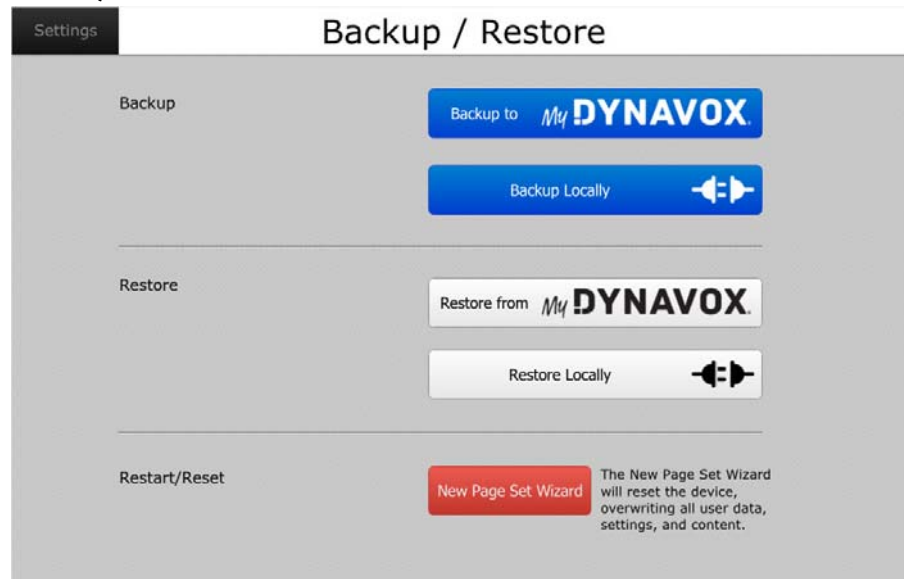 Settings
Backup / Restore
Backup
Backup to My DYNAVOX.
Backup Locally
Restore
Restore from My DYNAVOX.
Restore Locally
Restart/Reset
New Page Set Wizard
The New Page Set Wizard
will reset the device,
overwriting all user data,
settings, and content.